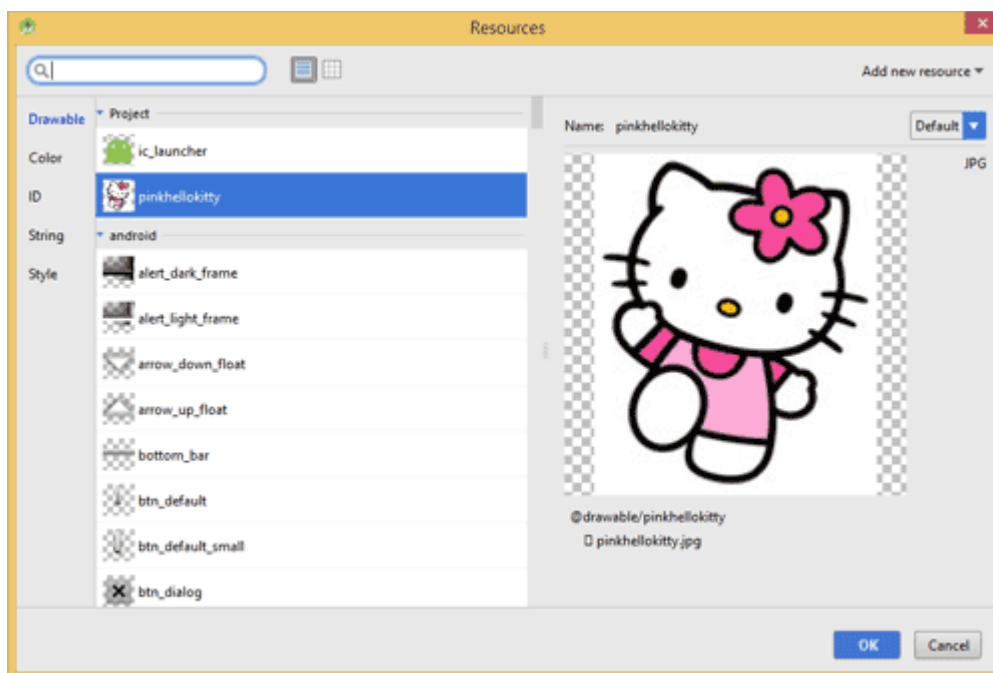 Resources
Add new resource
Drawable
Color
ID
String
Style
Project
ic_launcher
pinkhellokitty
android
alert_dark_frame
alert_light_frame
arrow_down_float
arrow_up_float
bottom_bar
btn_default
btn_default_small
btn_dialog
Name: pinkhellokitty
Default
JPG
@drawable/pinkhellokitty
pinkhellokitty.jpg
OK
Cancel